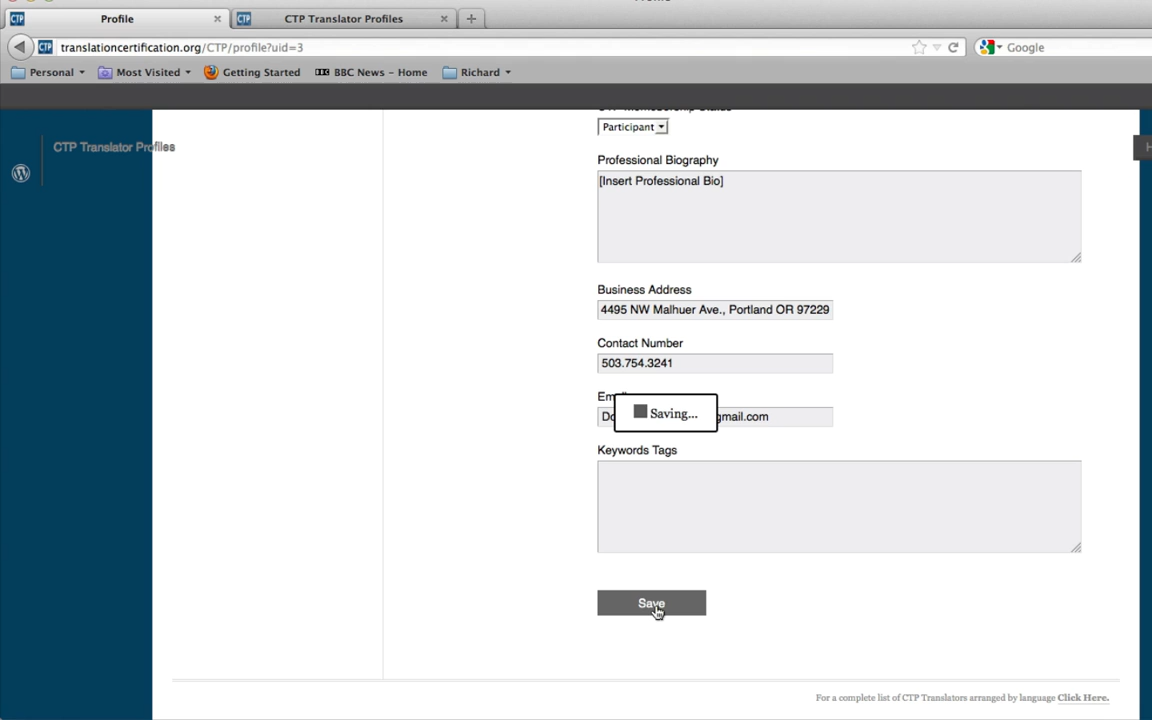 Profile
CTP Translator Profiles
translationcertification.org/CTP/profile?uid=3
Google
Personal
Most Visited
Getting Started
BBC News – Home
Richard
CTP Translator Profiles
CTP Membership Status
Participant
Professional Biography
[Insert Professional Bio]
Business Address
4495 NW Malhuer Ave., Portland OR 97229
Contact Number
503.754.3241
Saving...
gmail.com
Keywords Tags
Save
For a complete list of CTP Translators arranged by language Click Here.